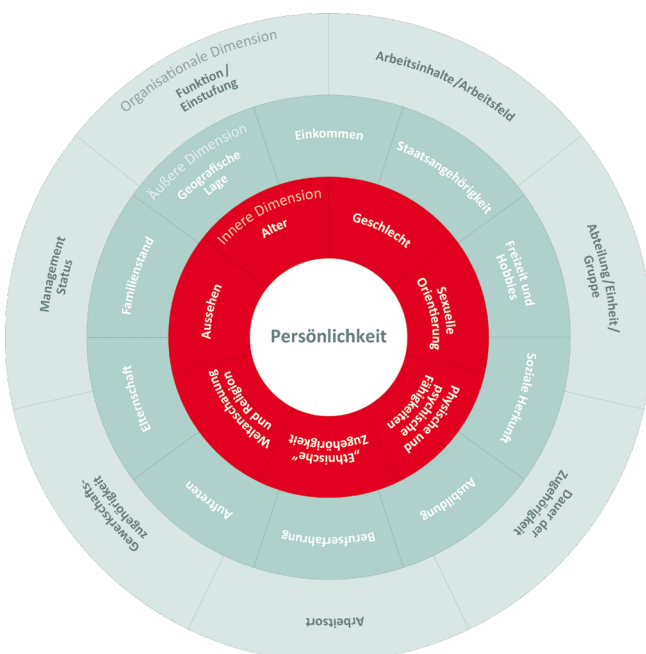 Organisationale Dimension
Funktion /
Einstufung
Arbeitsinhalte / Arbeitsfeld
Abteilung / Einheit /
Gruppe
Dauer der
Zugehörigkeit
Arbeitsort
Gewerkschafts-
zugehörigkeit
Management
Status
Äußere Dimension
Geografische
Lage
Einkommen
Staatsangehörigkeit
Freizeit und
Hobbies
Soziale Herkunft
Ausbildung
Berufserfahrung
Auftreten
Elternschaft
Familienstand
Innere Dimension
Alter
Geschlecht
Sexuelle
Orientierung
Physische und
psychische
Fähigkeiten
„Ethnische“
Zugehörigkeit
Weltanschauung
und Religion
Aussehen
Persönlichkeit